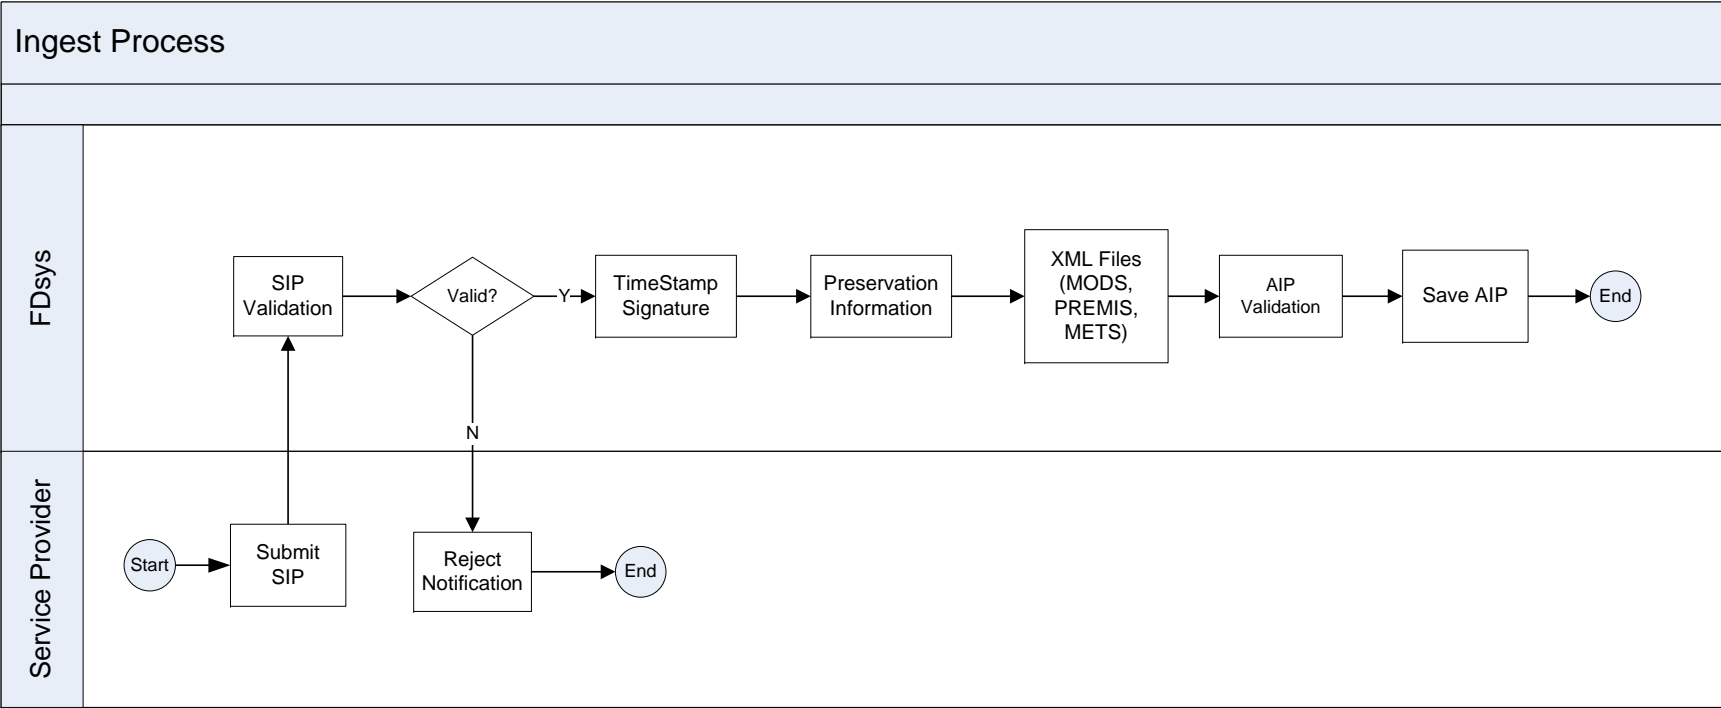 Ingest Process
FDsys
SIP
Validation
Valid?
Y
TimeStamp
Signature
Preservation
Information
XML Files
(MODS,
PREMIS,
METS)
AIP
Validation
Save AIP
End
N
Service Provider
Start
Submit
SIP
Reject
Notification
End